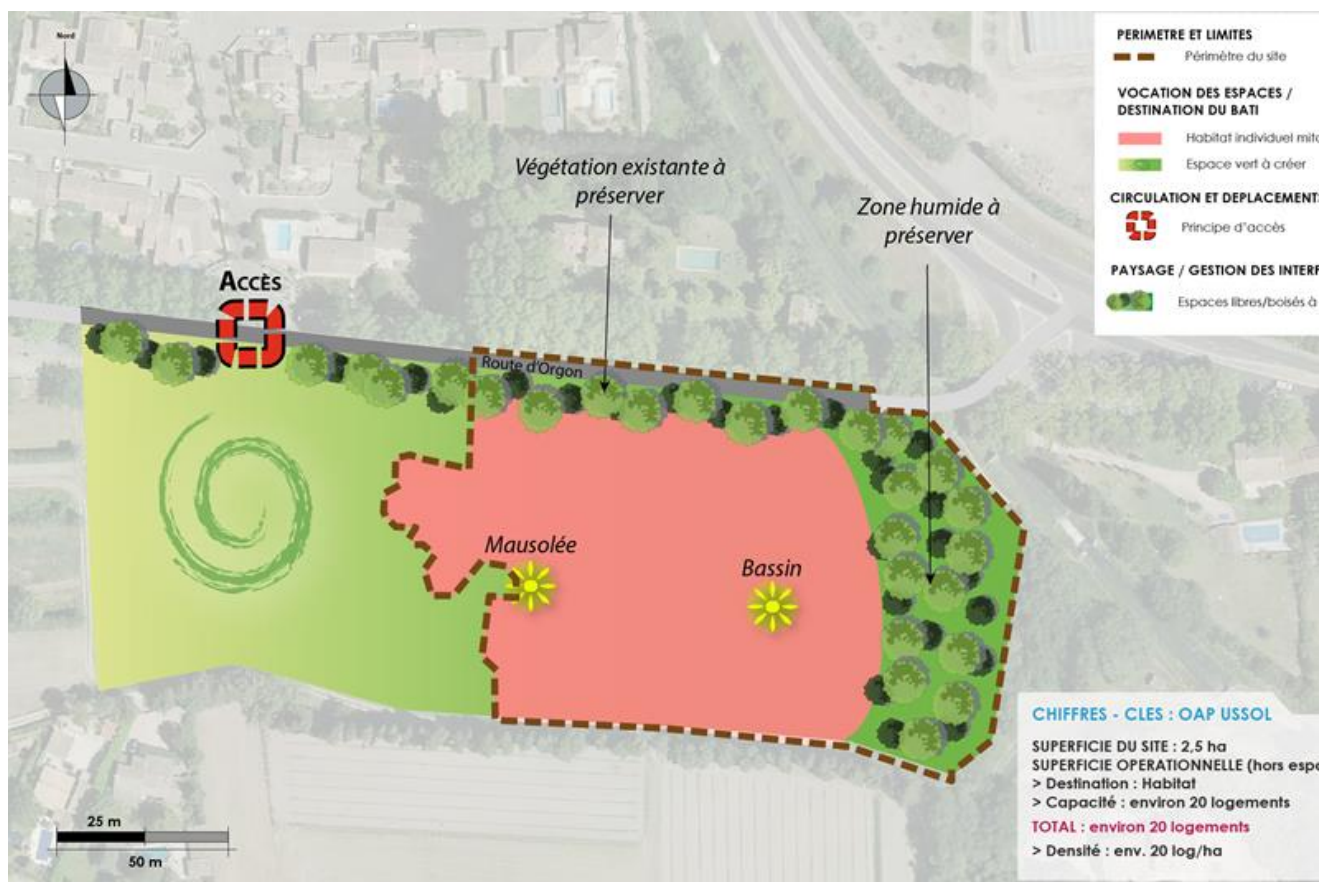 Nord
Végétation existante à
préserver
Zone humide à
préserver
ACCÈS
Route d'Orgon
Mausolée
Bassin
25 m
50 m
PERIMETRE ET LIMITES
Périmètre du site
VOCATION DES ESPACES /
DESTINATION DU BATI
Habitat individuel mito
Espace vert à créer
CIRCULATION ET DEPLACEMENTS
Principe d'accès
PAYSAGE / GESTION DES INTERF
Espaces libres/boisés à
CHIFFRES - CLES : OAP USSOL
SUPERFICIE DU SITE : 2,5 ha
SUPERFICIE OPERATIONNELLE (hors espa
> Destination : Habitat
> Capacité : environ 20 logements
TOTAL : environ 20 logements
> Densité : env. 20 log/ha